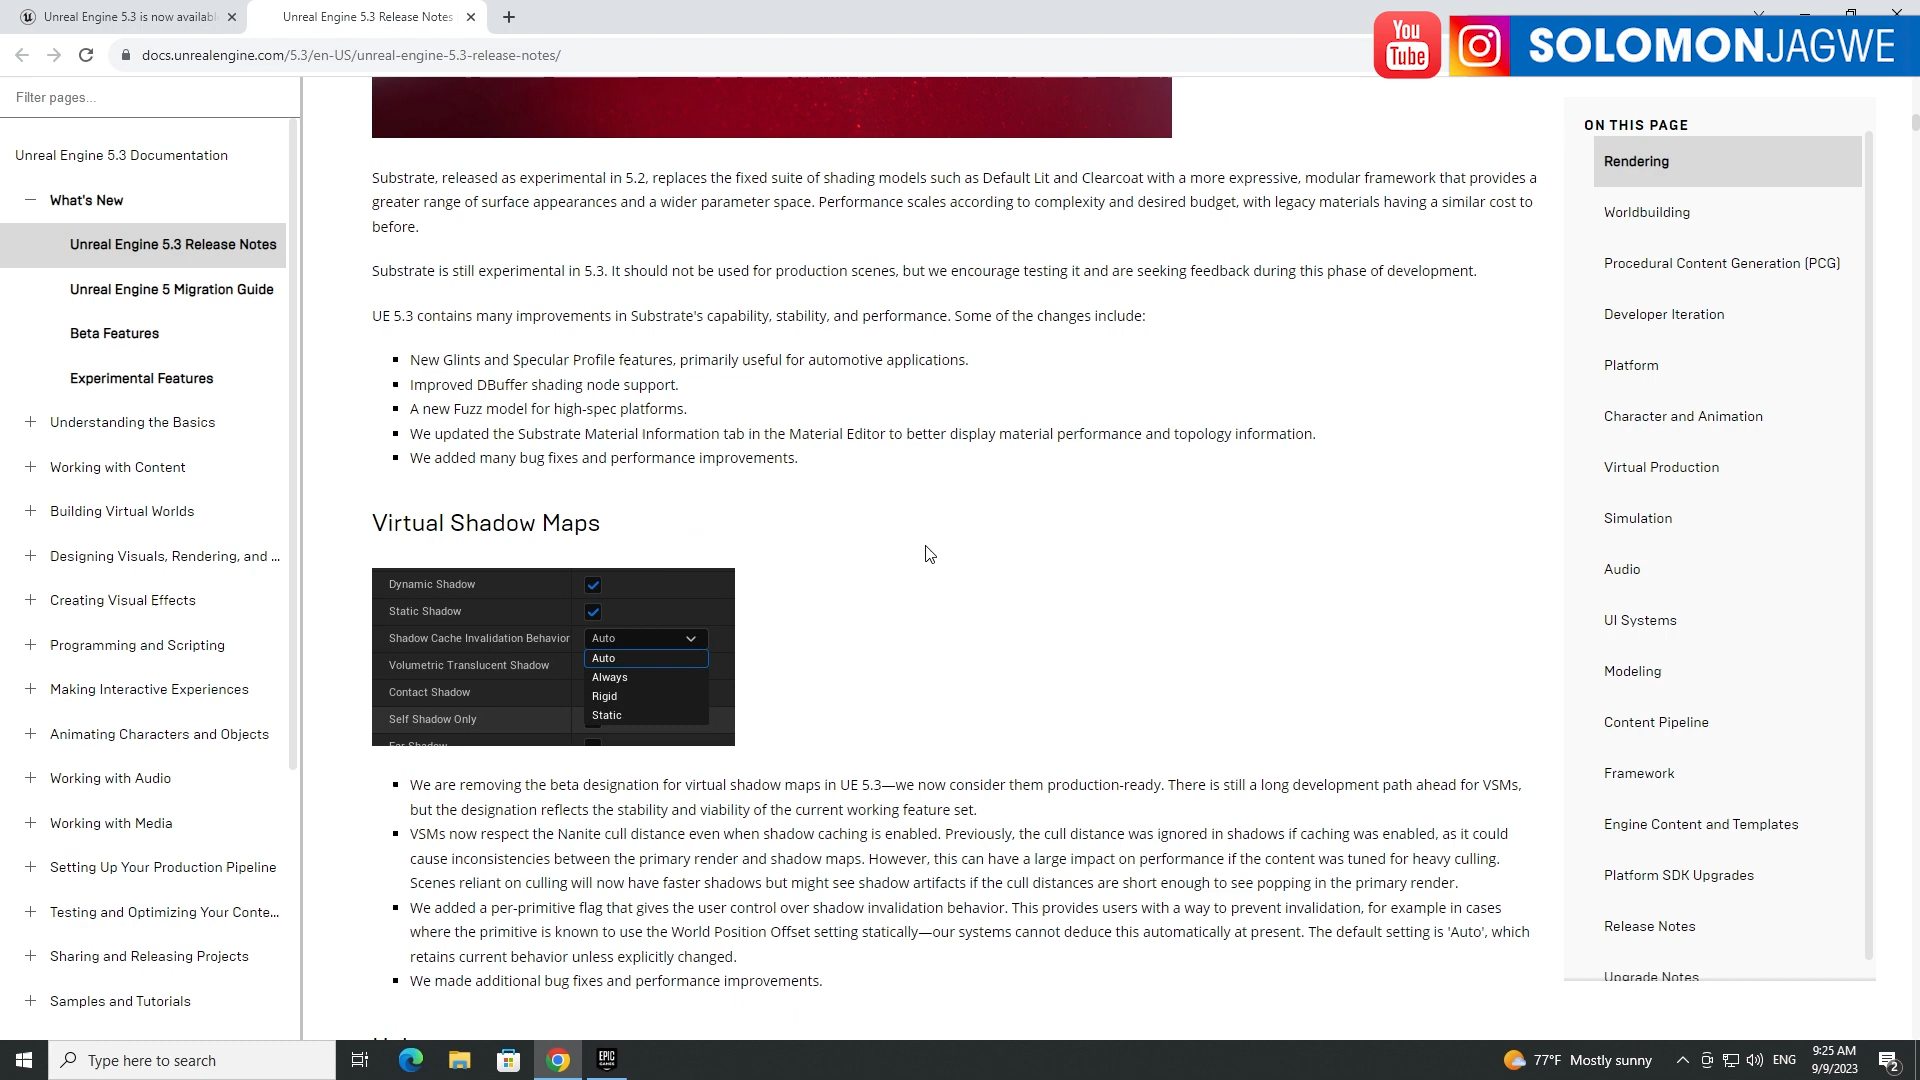 Unreal Engine 5.3 is now availabl
Unreal Engine 5.3 Release Notes
docs.unrealengine.com/5.3/en-US/unreal-engine-5.3-release-notes/
You
Tube
SOLOMONJAGWE
Filter pages...
Unreal Engine 5.3 Documentation
What's New
Unreal Engine 5.3 Release Notes
Unreal Engine 5 Migration Guide
Beta Features
Experimental Features
Understanding the Basics
Working with Content
Building Virtual Worlds
Designing Visuals, Rendering, and ...
Creating Visual Effects
Programming and Scripting
Making Interactive Experiences
Animating Characters and Objects
Working with Audio
Working with Media
Setting Up Your Production Pipeline
Testing and Optimizing Your Conte...
Sharing and Releasing Projects
Samples and Tutorials
Substrate, released as experimental in 5.2, replaces the fixed suite of shading models such as Default Lit and Clearcoat with a more expressive, modular framework that provides a
greater range of surface appearances and a wider parameter space. Performance scales according to complexity and desired budget, with legacy materials having a similar cost to
before.
Substrate is still experimental in 5.3. It should not be used for production scenes, but we encourage testing it and are seeking feedback during this phase of development.
UE 5.3 contains many improvements in Substrate's capability, stability, and performance. Some of the changes include:
▪ New Glints and Specular Profile features, primarily useful for automotive applications.
▪ Improved DBuffer shading node support.
▪ A new Fuzz model for high-spec platforms.
▪ We updated the Substrate Material Information tab in the Material Editor to better display material performance and topology information.
▪ We added many bug fixes and performance improvements.
Virtual Shadow Maps
Dynamic Shadow
Static Shadow
Shadow Cache Invalidation Behavior
Auto
Volumetric Translucent Shadow
Contact Shadow
Self Shadow Only
Far Shadow
Auto
Always
Rigid
Static
▪ We are removing the beta designation for virtual shadow maps in UE 5.3—we now consider them production-ready. There is still a long development path ahead for VSMs,
but the designation reflects the stability and viability of the current working feature set.
▪ VSMs now respect the Nanite cull distance even when shadow caching is enabled. Previously, the cull distance was ignored in shadows if caching was enabled, as it could
cause inconsistencies between the primary render and shadow maps. However, this can have a large impact on performance if the content was tuned for heavy culling.
Scenes reliant on culling will now have faster shadows but might see shadow artifacts if the cull distances are short enough to see popping in the primary render.
▪ We added a per-primitive flag that gives the user control over shadow invalidation behavior. This provides users with a way to prevent invalidation, for example in cases
where the primitive is known to use the World Position Offset setting statically—our systems cannot deduce this automatically at present. The default setting is 'Auto', which
retains current behavior unless explicitly changed.
▪ We made additional bug fixes and performance improvements.
ON THIS PAGE
Rendering
Worldbuilding
Procedural Content Generation (PCG)
Developer Iteration
Platform
Character and Animation
Virtual Production
Simulation
Audio
UI Systems
Modeling
Content Pipeline
Framework
Engine Content and Templates
Platform SDK Upgrades
Release Notes
Upgrade Notes
Type here to search
EPIC
GAMES
77°F Mostly sunny
ENG
9:25 AM
9/9/2023
2